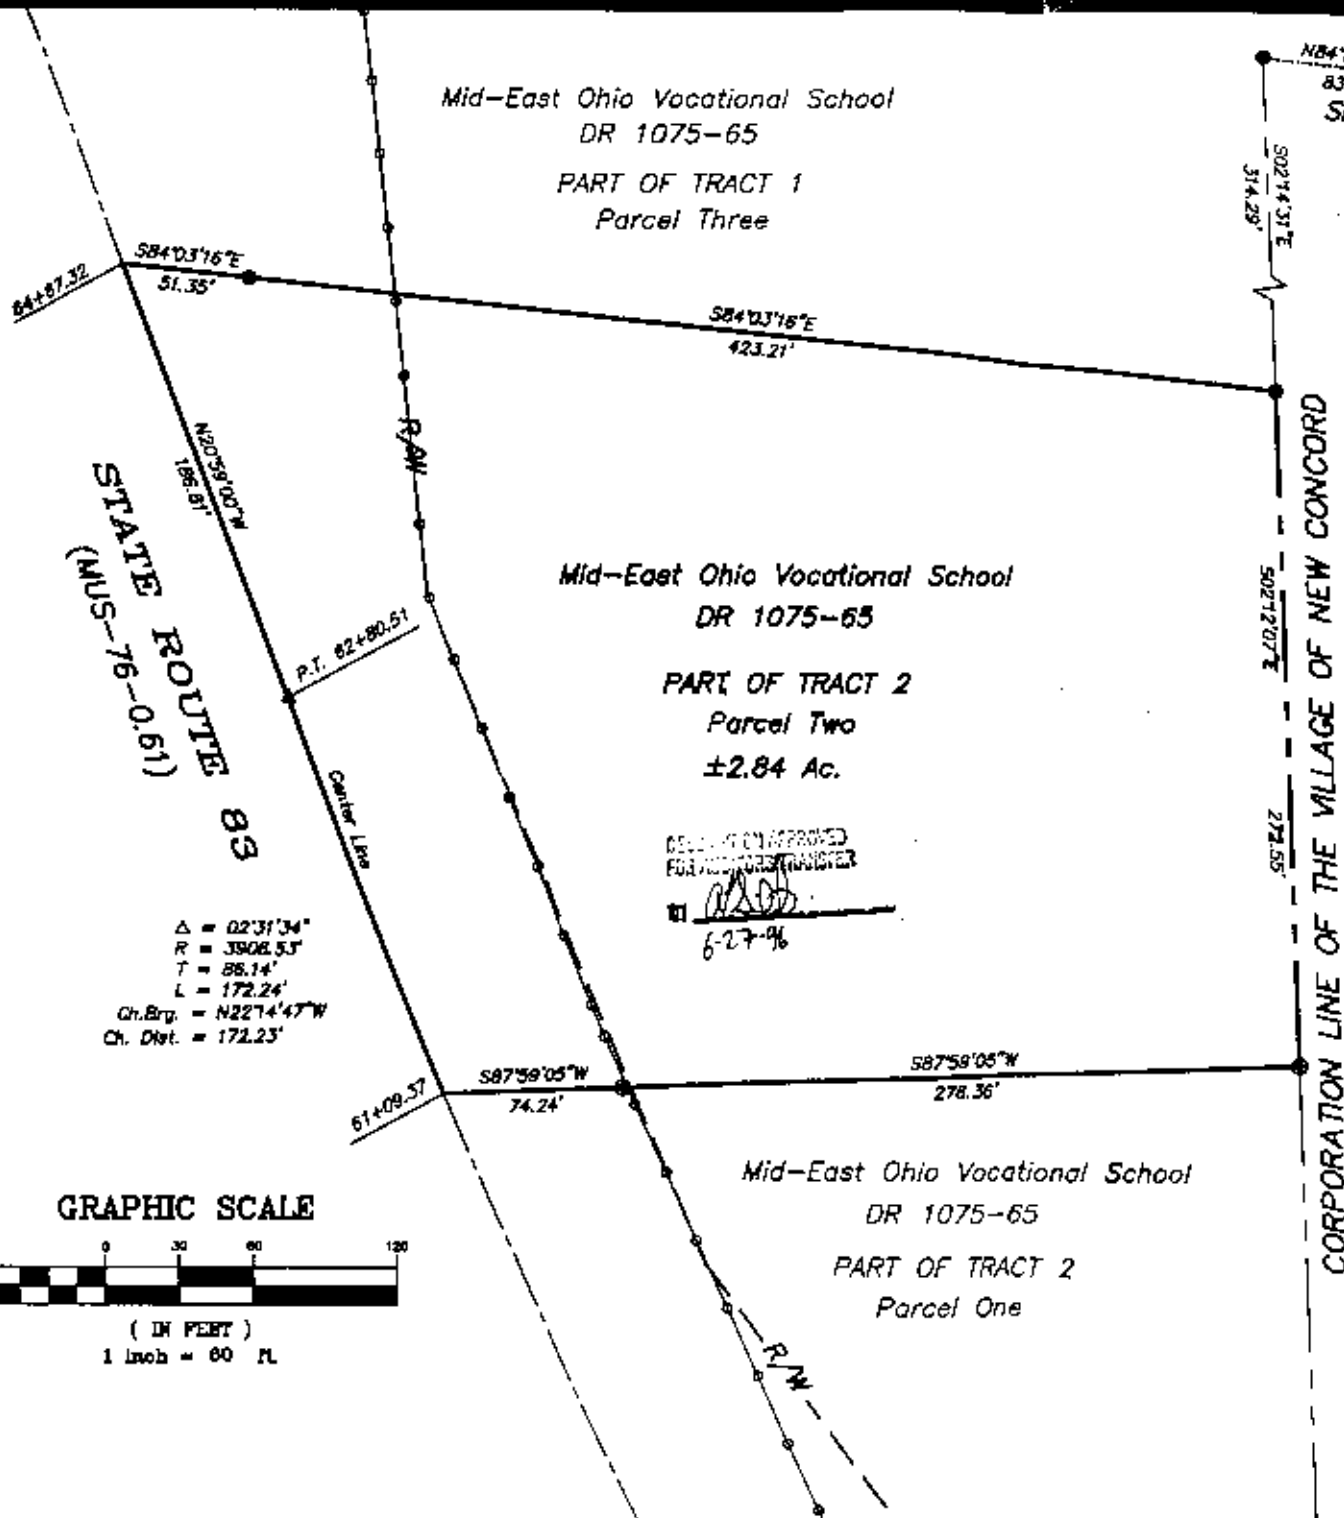 Mid-East Ohio Vocational School
DR 1075-65
PART OF TRACT 1
Parcel Three
N84°
83
S02°14'31"E
314.29'
S84°03'16"E
51.35'
64+67.32
S84°03'16"E
423.21'
R/W
N20°59'00"W
186.81'
STATE ROUTE 83
(MUS-76-0.61)
P.T. 62+80.51
Center Line
Mid-East Ohio Vocational School
DR 1075-65
PART OF TRACT 2
Parcel Two
±2.84 Ac.
APPROVED
FOR AUDITORS TRANSFER
6-27-96
S02°12'07"E
272.55'
CORPORATION LINE OF THE VILLAGE OF NEW CONCORD
Δ = 02°31'34"
R = 3906.53'
T = 86.14'
L = 172.24'
Ch.Brg. = N22°14'47"W
Ch. Dist. = 172.23'
61+09.37
S87°59'05"W
74.24'
S87°59'05"W
278.36'
Mid-East Ohio Vocational School
DR 1075-65
PART OF TRACT 2
Parcel One
R/W
GRAPHIC SCALE
0 30 60 120
( IN FEET )
1 inch = 60 ft.